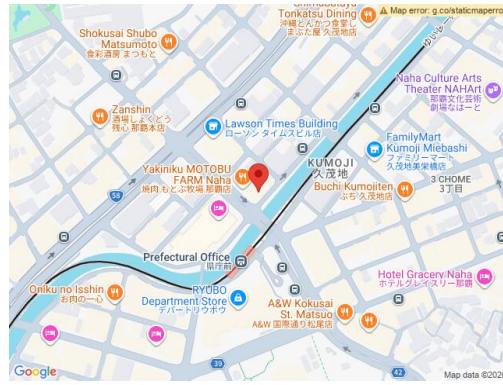 Tonkatsu Dining
沖縄とんかつ食堂し
まぶた屋 久茂地店
Map error: g.co/staticmaperro
Shokusai Shubo
Matsumoto
食彩酒房 まつもと
ゆいレ
Naha Culture Arts
Theater NAHArt
那覇文化芸術
劇場なはーと
Zanshin
酒場しょくどう
残心 那覇本店
Lawson Times Building
ローソン タイムスビル店
FamilyMart
Kumoji Miebashi
ファミリーマート
久茂地美栄橋店
KUMOJI
久茂地
Yakiniku MOTOBU
FARM Naha
焼肉 もとぶ牧場 那覇店
3 CHOME
3丁目
Buchi Kumojiten
ぶち 久茂地店
58
Prefectural Office
県庁前
Oniku no Isshin
お肉の一心
RYUBO
Department Store
デパートリウボウ
Hotel Gracery Naha
ホテルグレイスリー那覇
A&W Kokusai
St. Matsuo
A&W 国際通り松尾店
39
42
Google
Map data ©202